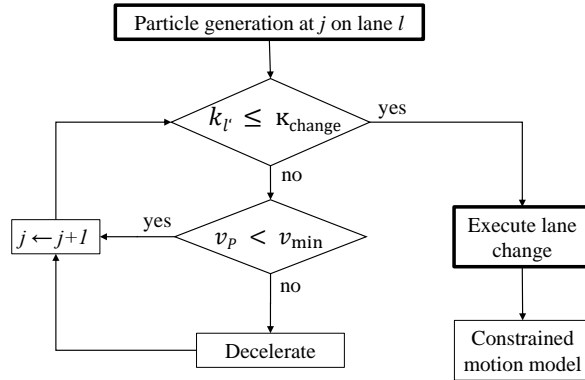 Particle generation at j on lane l
k_{l'} ≤ κ_change
yes
no
Execute lane
change
yes
j ← j+1
v_P < v_min
no
Decelerate
Constrained
motion model